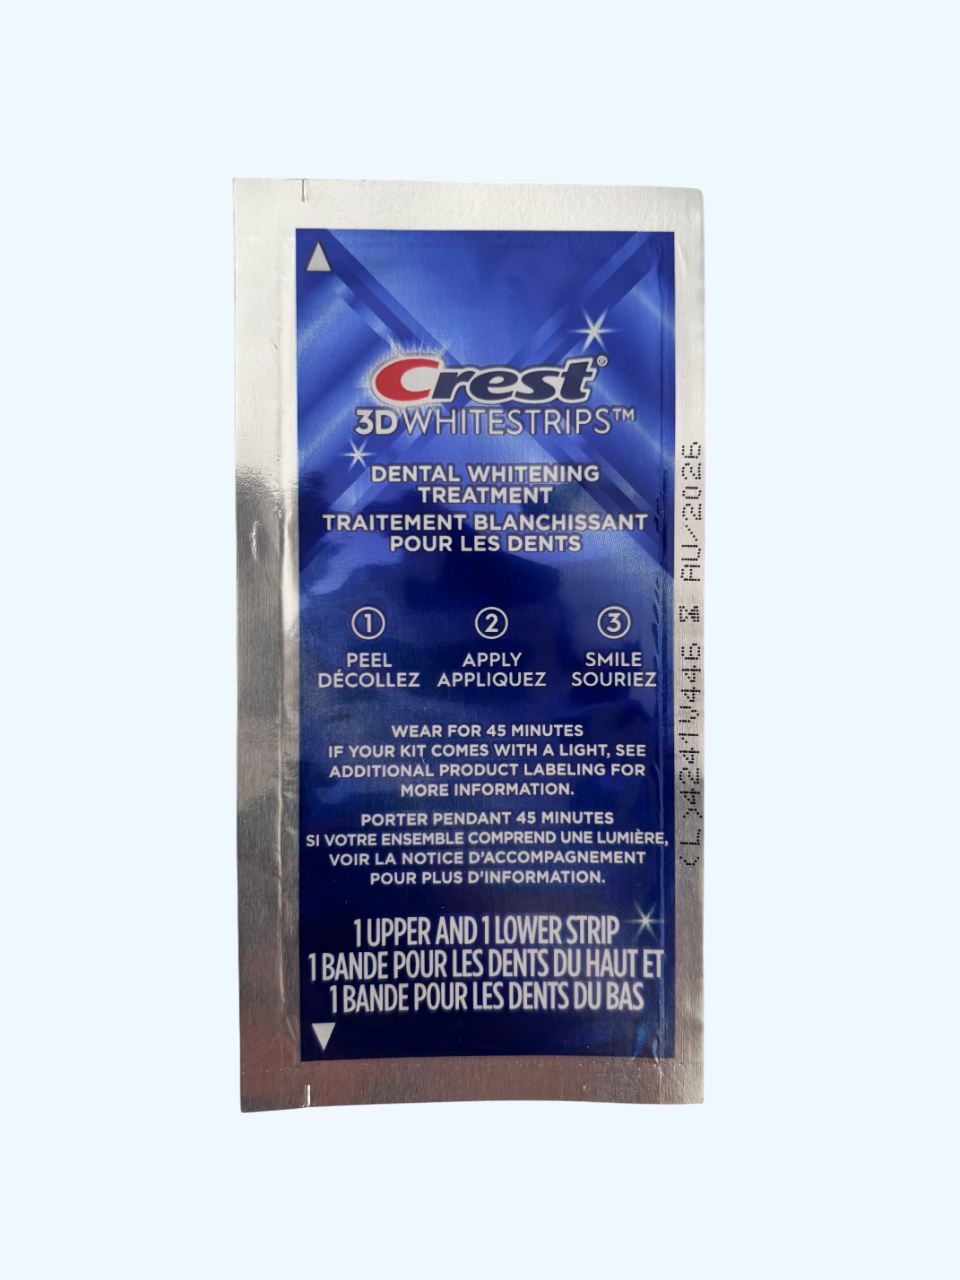 Crest®
3DWHITESTRIPS™
DENTAL WHITENING
TREATMENT
TRAITEMENT BLANCHISSANT
POUR LES DENTS
1 2 3
PEEL APPLY SMILE
DÉCOLLEZ APPLIQUEZ SOURIEZ
WEAR FOR 45 MINUTES
IF YOUR KIT COMES WITH A LIGHT, SEE
ADDITIONAL PRODUCT LABELING FOR
MORE INFORMATION.
PORTER PENDANT 45 MINUTES
SI VOTRE ENSEMBLE COMPREND UNE LUMIÈRE,
VOIR LA NOTICE D'ACCOMPAGNEMENT
POUR PLUS D'INFORMATION.
1 UPPER AND 1 LOWER STRIP
1 BANDE POUR LES DENTS DU HAUT ET
1 BANDE POUR LES DENTS DU BAS